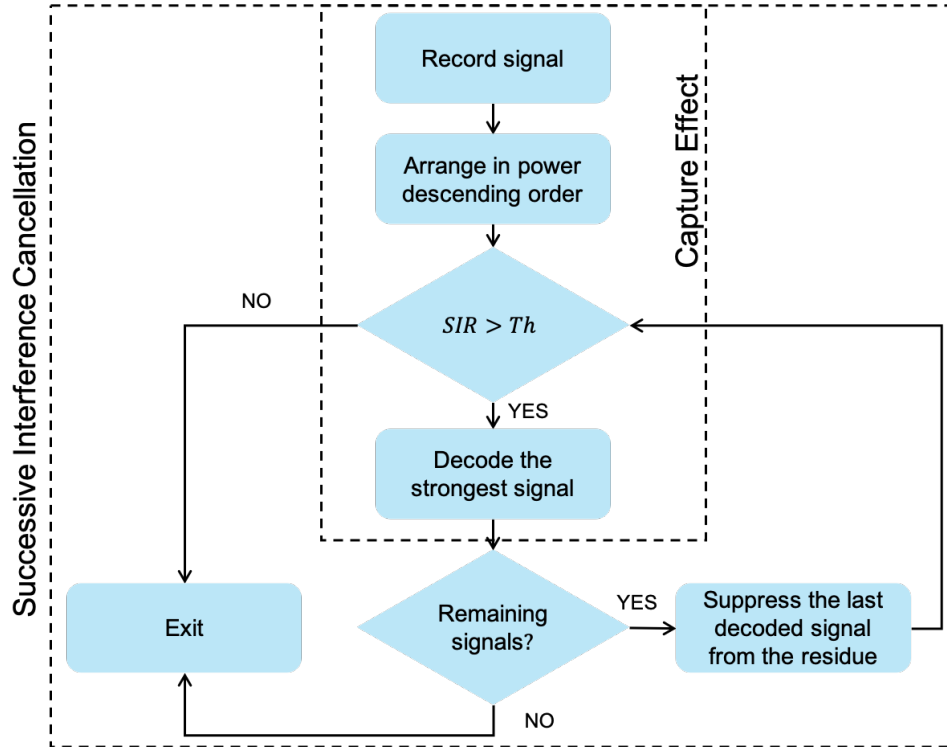 Record signal
Arrange in power
descending order
SIR > Th
NO
YES
Decode the
strongest signal
Remaining
signals?
YES
Suppress the last
decoded signal
from the residue
Exit
NO
Capture Effect
Successive Interference Cancellation